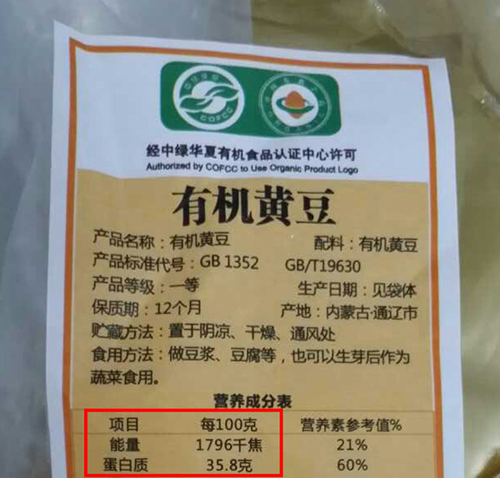 COFCC
经中绿华夏有机食品认证中心许可
Authorized by COFCC to Use Organic Product Logo
有机黄豆
产品名称：有机黄豆 配料：有机黄豆
产品标准代号：GB 1352 GB/T19630
产品等级：一等 生产日期：见袋体
保质期：12个月 产地：内蒙古·通辽市
贮藏方法：置于阴凉、干燥、通风处
食用方法：做豆浆、豆腐等，也可以生芽后作为
蔬菜食用。
营养成分表
项目 每100克 营养素参考值%
能量 1796千焦 21%
蛋白质 35.8克 60%